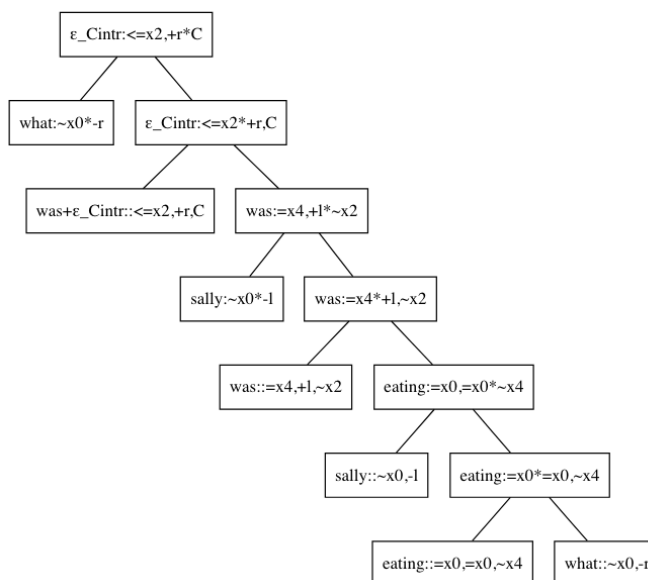 ε_Cintr:<=x2,+r*C
what:~x0*-r
ε_Cintr:<=x2*+r,C
was+ε_Cintr::<=x2,+r,C
was:=x4,+l*~x2
sally:~x0*-l
was:=x4*+l,~x2
was::=x4,+l,~x2
eating:=x0,=x0*~x4
sally::~x0,-l
eating:=x0*=x0,~x4
eating::=x0,=x0,~x4
what::~x0,-r